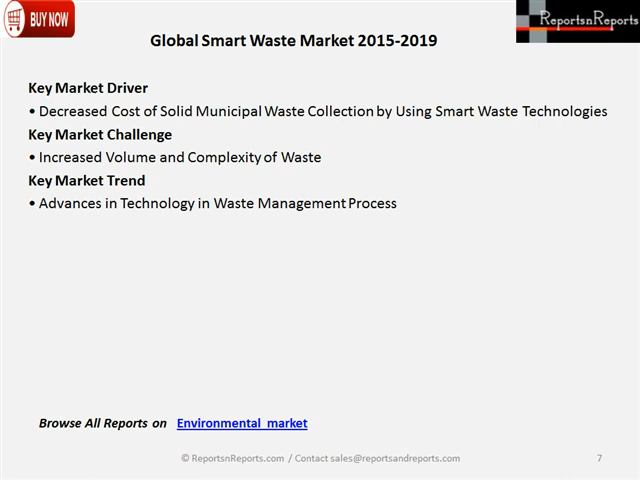 BUY NOW
ReportsnReports
Global Smart Waste Market 2015-2019
Key Market Driver
• Decreased Cost of Solid Municipal Waste Collection by Using Smart Waste Technologies
Key Market Challenge
• Increased Volume and Complexity of Waste
Key Market Trend
• Advances in Technology in Waste Management Process
Browse All Reports on Environmental market
© ReportsnReports.com / Contact sales@reportsandreports.com
7